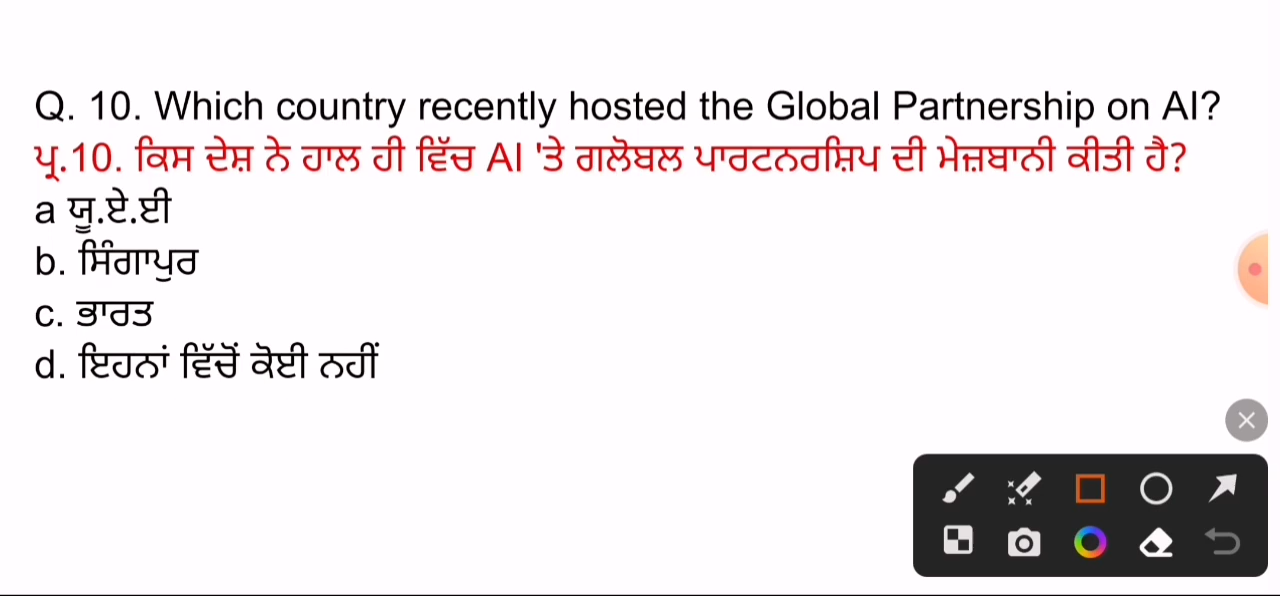 Q. 10. Which country recently hosted the Global Partnership on AI?
ਪ੍ਰ.10. ਕਿਸ ਦੇਸ਼ ਨੇ ਹਾਲ ਹੀ ਵਿੱਚ AI 'ਤੇ ਗਲੋਬਲ ਪਾਰਟਨਰਸ਼ਿਪ ਦੀ ਮੇਜ਼ਬਾਨੀ ਕੀਤੀ ਹੈ?
a ਯੂ.ਏ.ਈ
b. ਸਿੰਗਾਪੁਰ
c. ਭਾਰਤ
d. ਇਹਨਾਂ ਵਿੱਚੋਂ ਕੋਈ ਨਹੀਂ